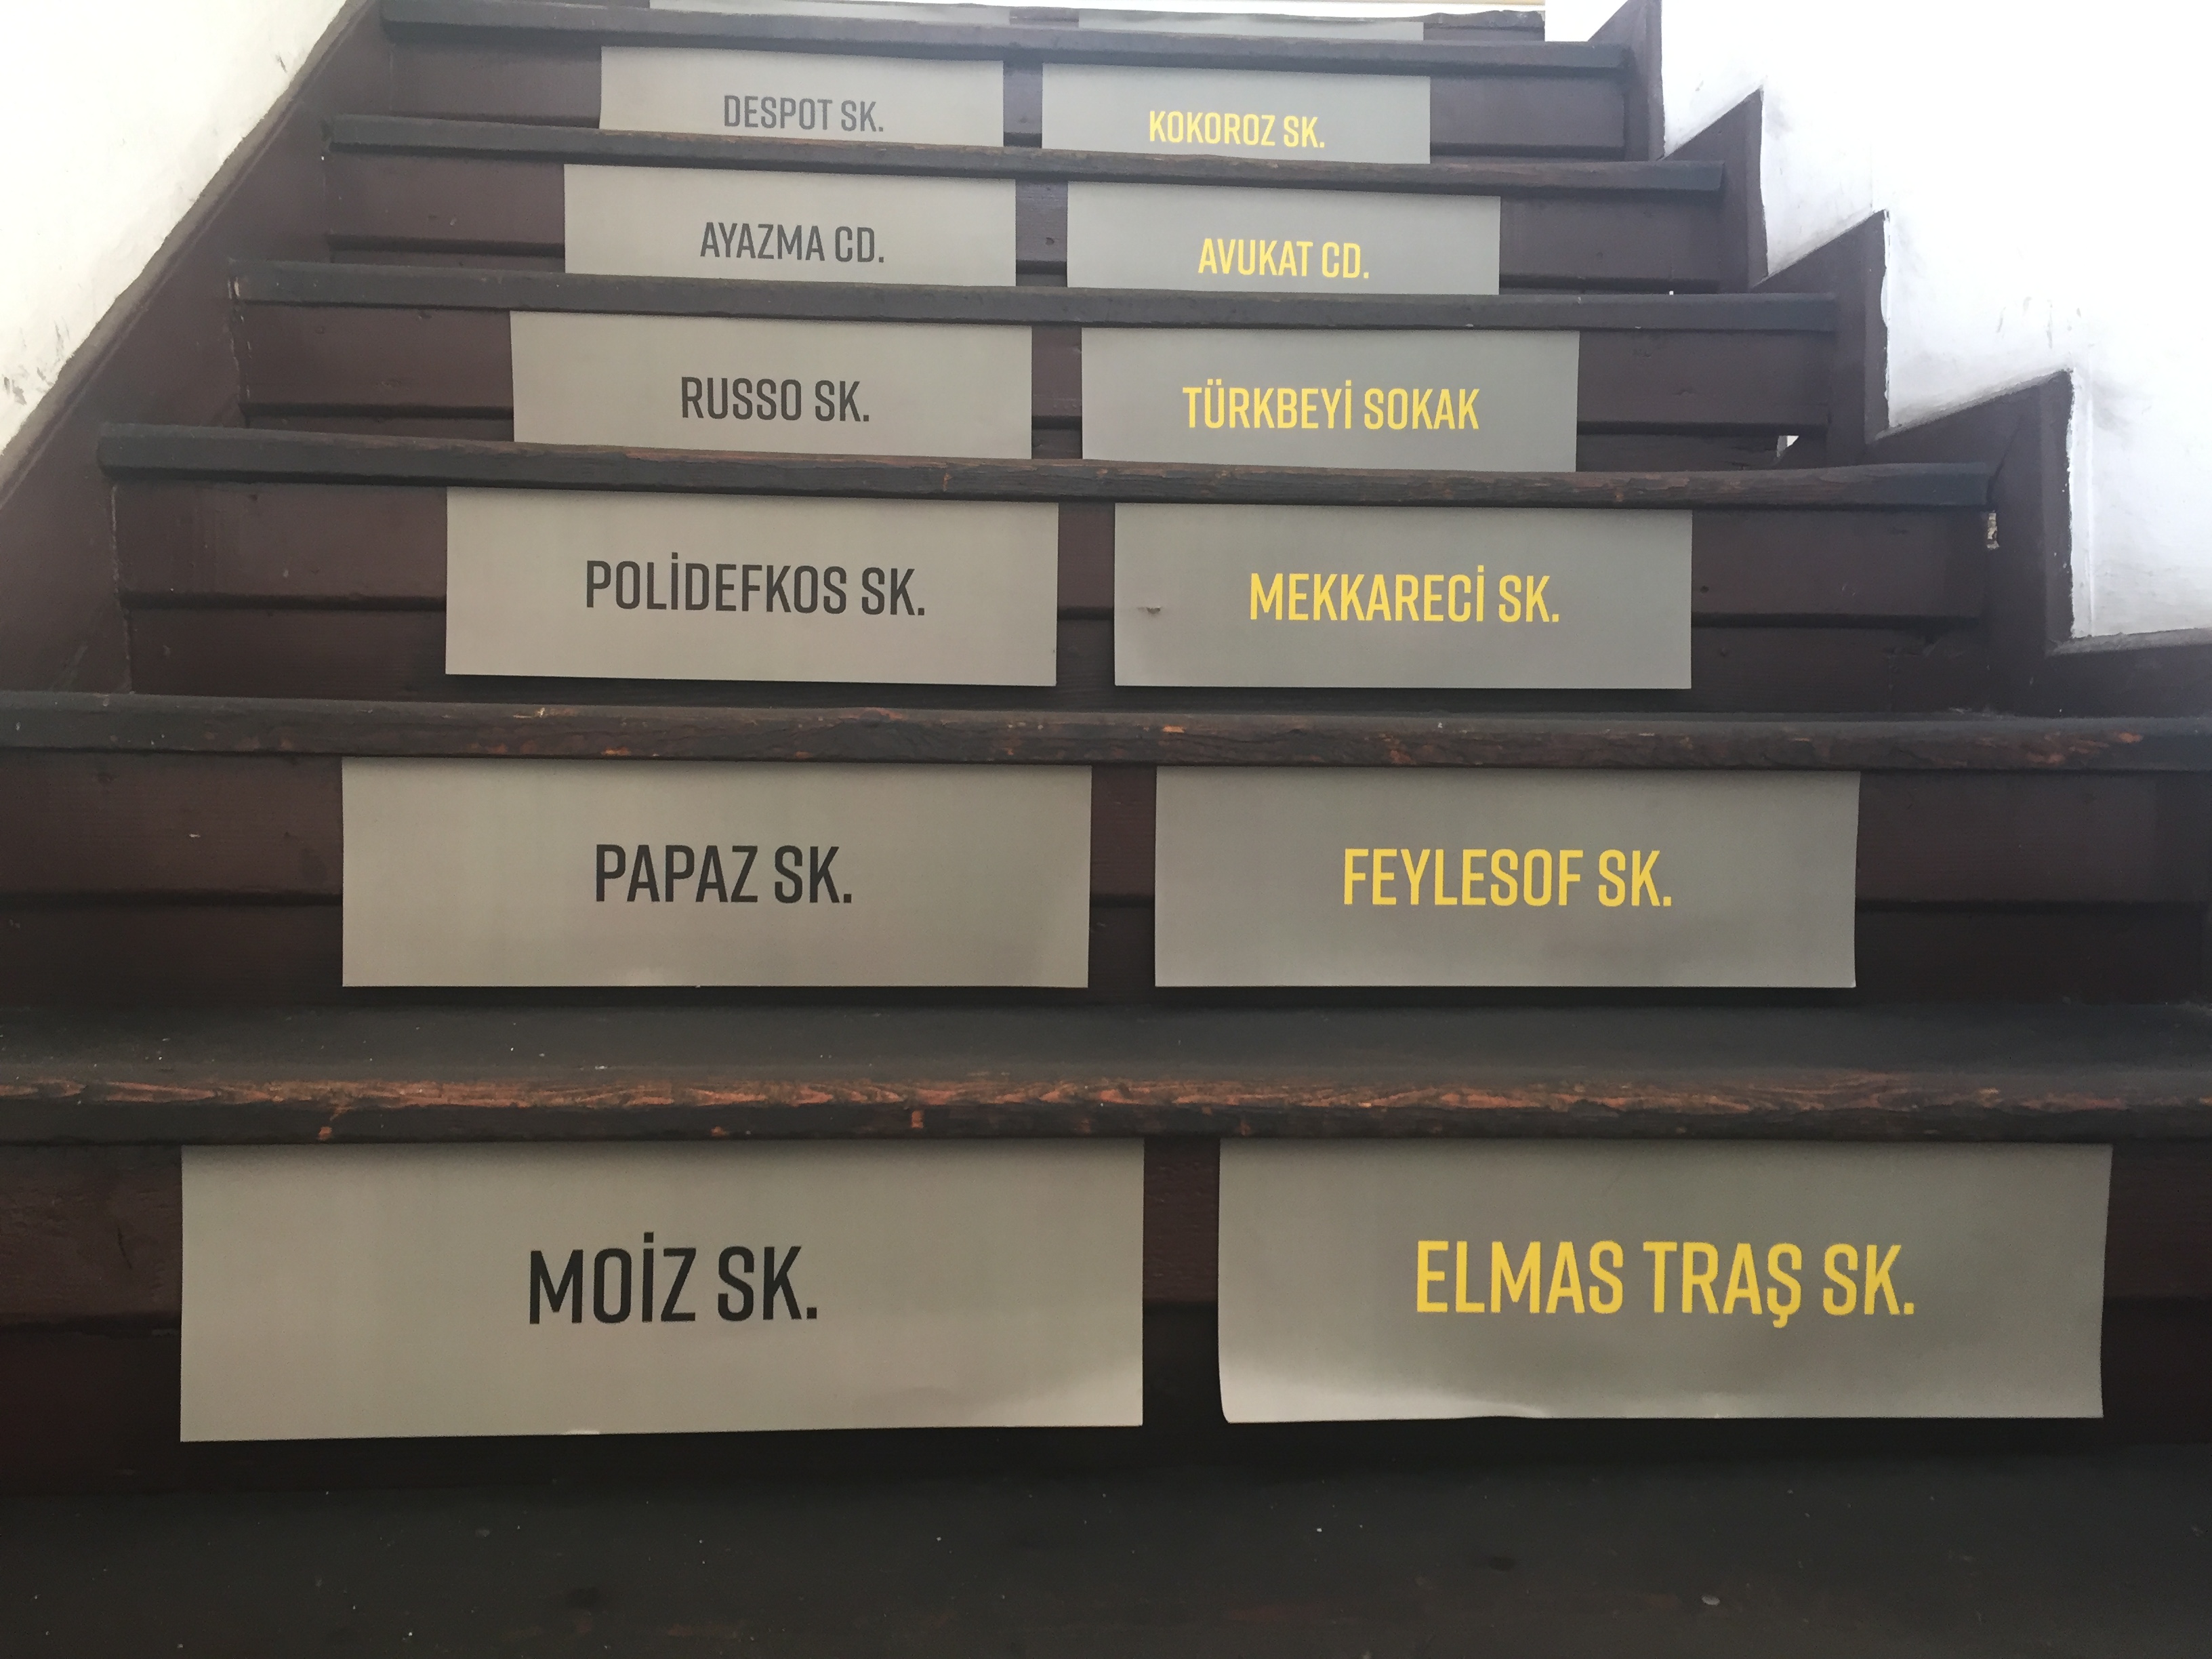 DESPOT SK.
KOKOROZ SK.
AYAZMA CD.
AVUKAT CD.
RUSSO SK.
TÜRKBEYİ SOKAK
POLİDEFKOS SK.
MEKKARECİ SK.
PAPAZ SK.
FEYLESOF SK.
MOİZ SK.
ELMAS TRAŞ SK.